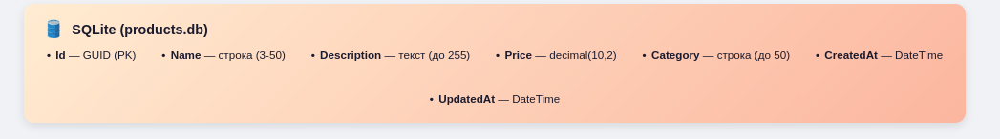 SQLite (products.db)
• Id — GUID (PK) • Name — строка (3-50) • Description — текст (до 255) • Price — decimal(10,2) • Category — строка (до 50) • CreatedAt — DateTime
• UpdatedAt — DateTime